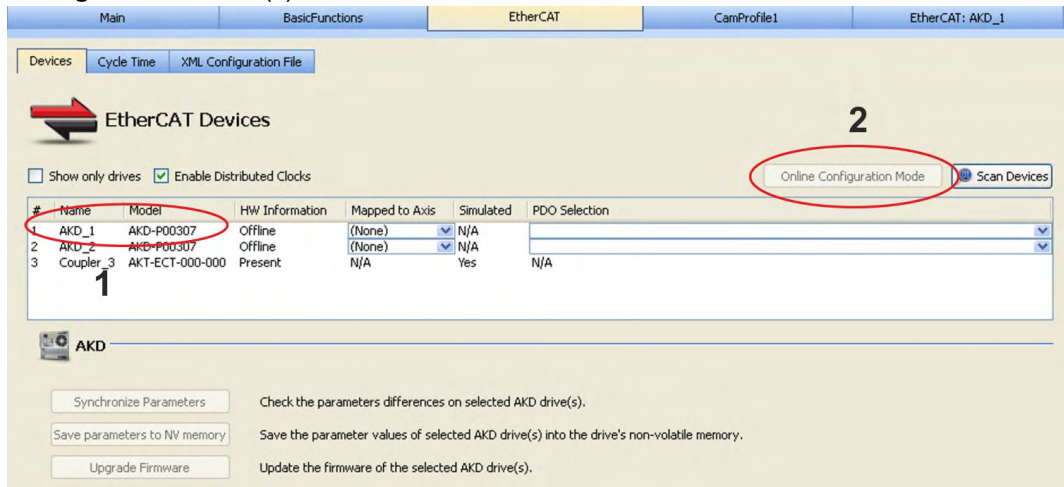 Main BasicFunctions EtherCAT CamProfile1 EtherCAT: AKD_1
Devices Cycle Time XML Configuration File
EtherCAT Devices
2
Show only drives Enable Distributed Clocks Online Configuration Mode Scan Devices
# Name Model HW Information Mapped to Axis Simulated PDO Selection
1 AKD_1 AKD-P00307 Offline (None) N/A
2 AKD_2 AKD-P00307 Offline (None) N/A
3 Coupler_3 AKT-ECT-000-000 Present N/A Yes N/A
1
AKD
Synchronize Parameters Check the parameters differences on selected AKD drive(s).
Save parameters to NV memory Save the parameter values of selected AKD drive(s) into the drive's non-volatile memory.
Upgrade Firmware Update the firmware of the selected AKD drive(s).